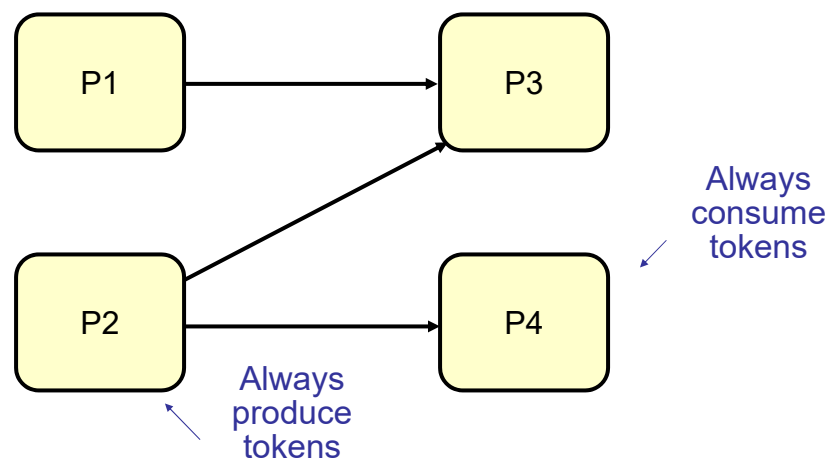 P1
P3
Always
consume
tokens
P2
P4
Always
produce
tokens